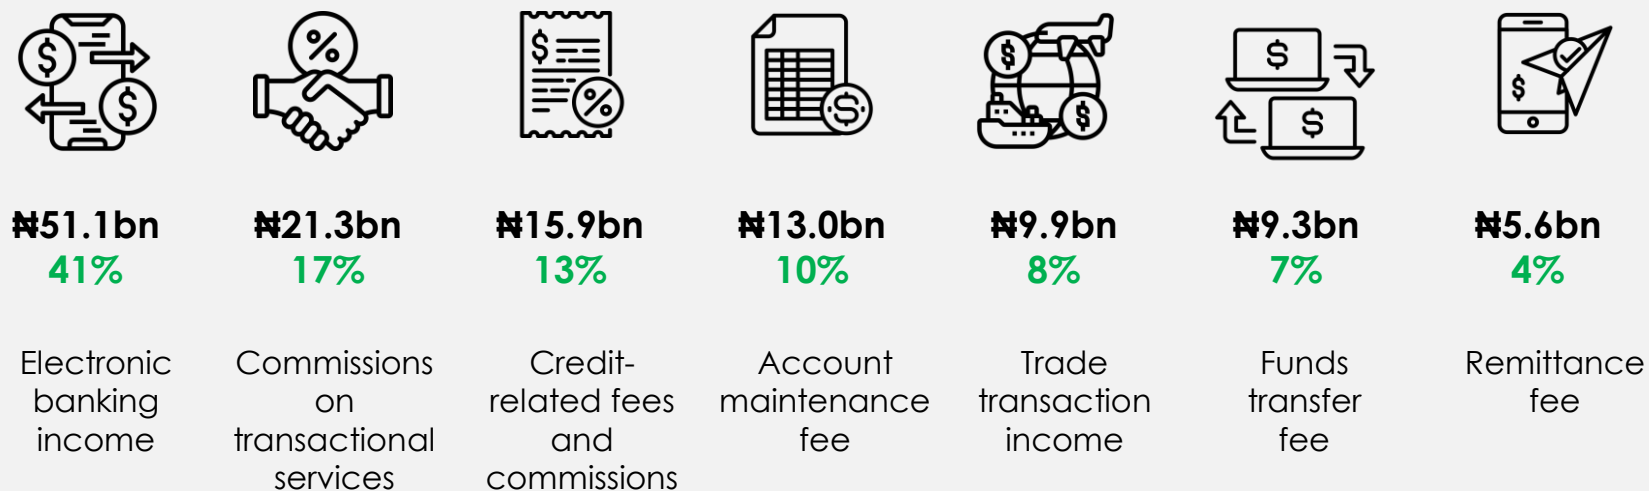 ₦51.1bn
41%
Electronic
banking
income
₦21.3bn
17%
Commissions
on
transactional
services
₦15.9bn
13%
Credit-
related fees
and
commissions
₦13.0bn
10%
Account
maintenance
fee
₦9.9bn
8%
Trade
transaction
income
₦9.3bn
7%
Funds
transfer
fee
₦5.6bn
4%
Remittance
fee